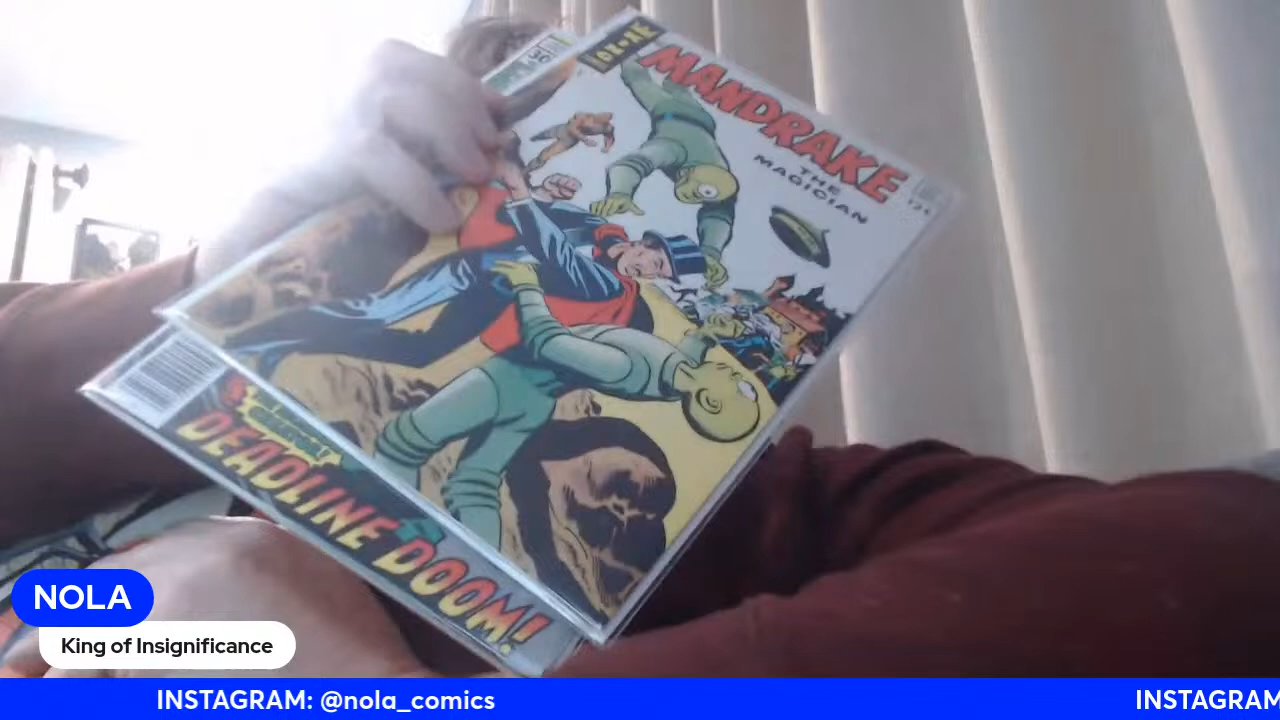 MANDRAKE
THE
MAGICIAN
DEADLINE DOOM!
NOLA
King of Insignificance
INSTAGRAM: @nola_comics
INSTAGRAM